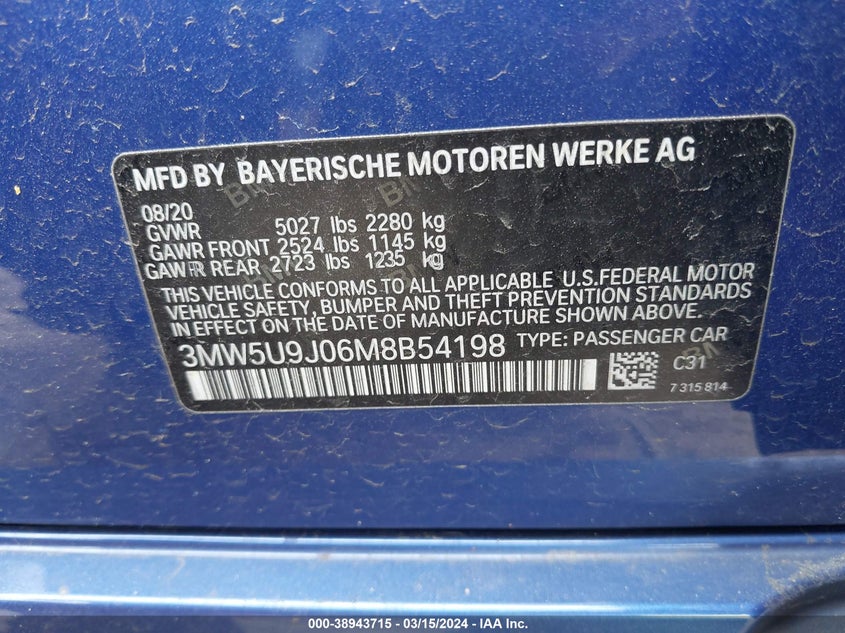 MFD BY BAYERISCHE MOTOREN WERKE AG
08/20
GVWR 5027 lbs 2280 kg
GAWR FRONT 2524 lbs 1145 kg
GAWR REAR 2723 lbs 1235 kg
THIS VEHICLE CONFORMS TO ALL APPLICABLE U.S.FEDERAL MOTOR
VEHICLE SAFETY, BUMPER AND THEFT PREVENTION STANDARDS
IN EFFECT ON THE DATE OF MANUFACTURE SHOWN ABOVE.
3MW5U9J06M8B54198 TYPE: PASSENGER CAR
C31
7 315 814
000-38943715 - 03/15/2024 - IAA Inc.